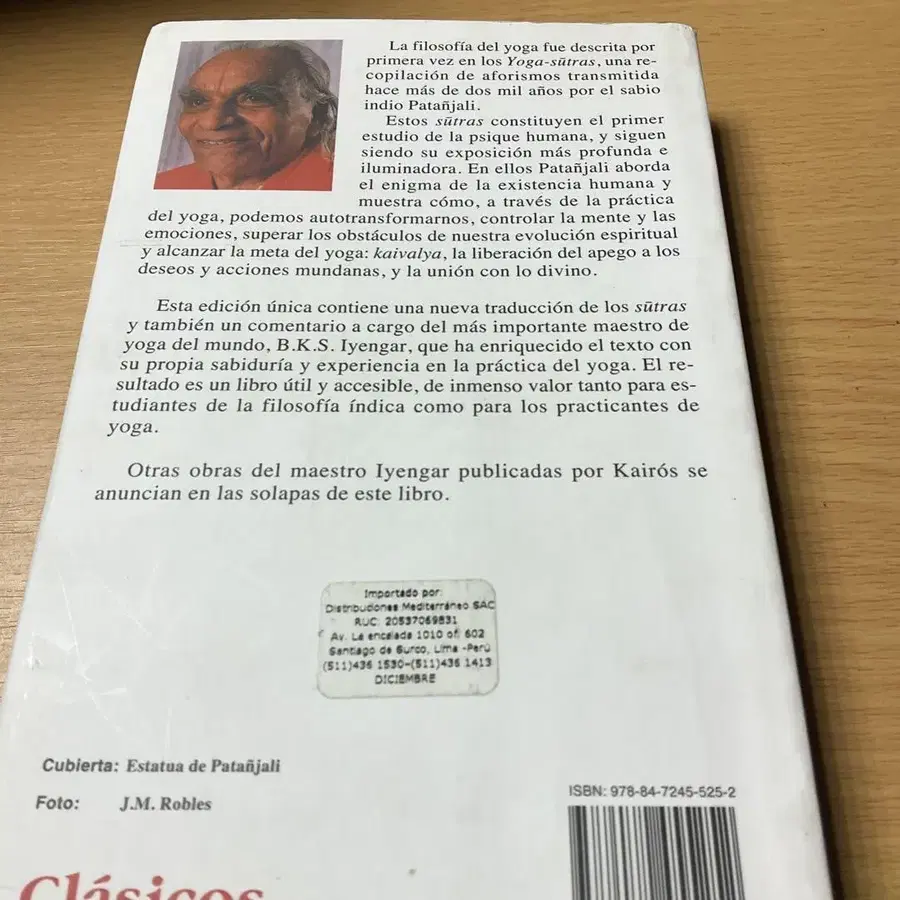 La filosofía del yoga fue descrita por
primera vez en los Yoga-sūtras, una re-
copilación de aforismos transmitida
hace más de dos mil años por el sabio
indio Patañjali.
Estos sūtras constituyen el primer
estudio de la psique humana, y siguen
siendo su exposición más profunda e
iluminadora. En ellos Patañjali aborda
el enigma de la existencia humana y
muestra cómo, a través de la práctica
del yoga, podemos autotransformarnos, controlar la mente y las
emociones, superar los obstáculos de nuestra evolución espiritual
y alcanzar la meta del yoga: kaivalya, la liberación del apego a los
deseos y acciones mundanas, y la unión con lo divino.
Esta edición única contiene una nueva traducción de los sūtras
y también un comentario a cargo del más importante maestro de
yoga del mundo, B.K.S. Iyengar, que ha enriquecido el texto con
su propia sabiduría y experiencia en la práctica del yoga. El re-
sultado es un libro útil y accesible, de inmenso valor tanto para es-
tudiantes de la filosofía índica como para los practicantes de
yoga.
Otras obras del maestro Iyengar publicadas por Kairós se
anuncian en las solapas de este libro.
Importado por:
Distribuciones Mediterráneo SAC
RUC: 20537069831
Av. La encalada 1010 of. 602
Santiago de Surco, Lima -Perú
(511)436 1530-(511)436 1413
DICIEMBRE
Cubierta: Estatua de Patañjali
Foto: J.M. Robles
ISBN: 978-84-7245-525-2
Clásicos